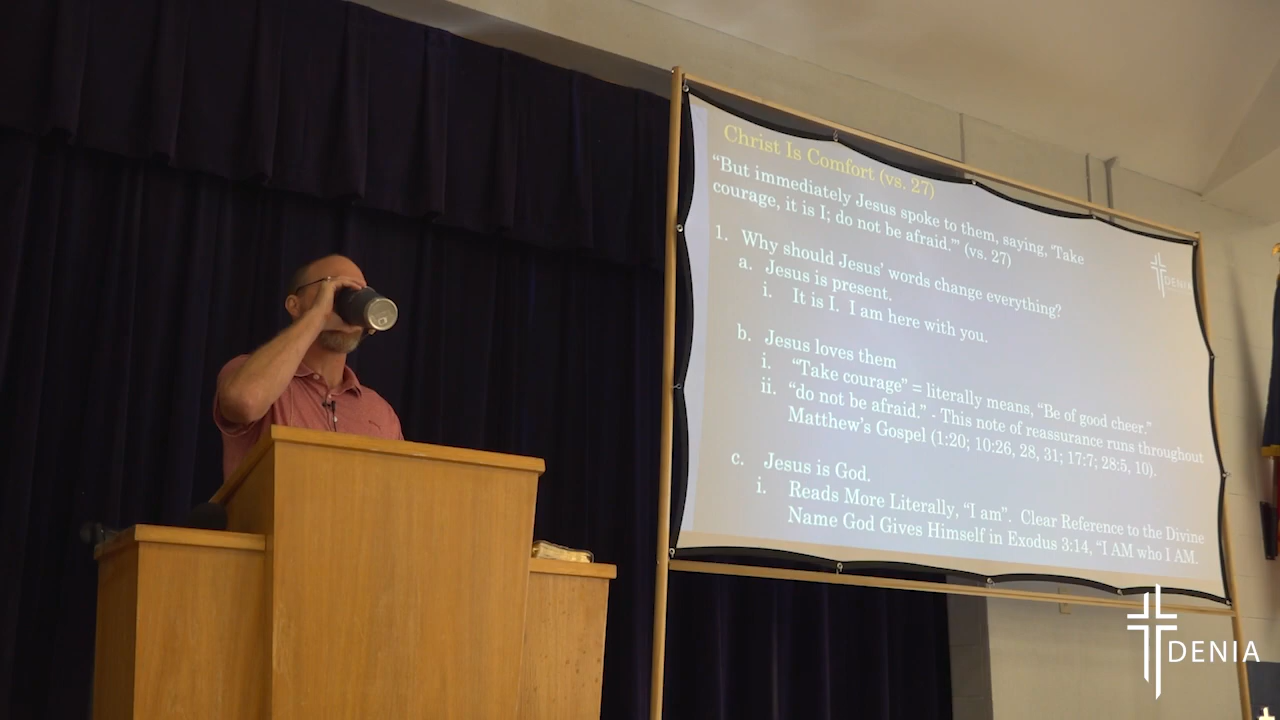 Christ Is Comfort (vs. 27)
“But immediately Jesus spoke to them, saying, “Take
courage, it is I; do not be afraid.”” (vs. 27)
1. Why should Jesus’ words change everything?
a. Jesus is present.
i. It is I. I am here with you.
b. Jesus loves them
i. “Take courage” = literally means, “Be of good cheer.”
ii. “do not be afraid.” - This note of reassurance runs throughout
Matthew’s Gospel (1:20; 10:26, 28, 31; 17:7; 28:5, 10).
c. Jesus is God.
i. Reads More Literally, “I am”. Clear Reference to the Divine
Name God Gives Himself in Exodus 3:14, “I AM who I AM.
DENIA
DENIA